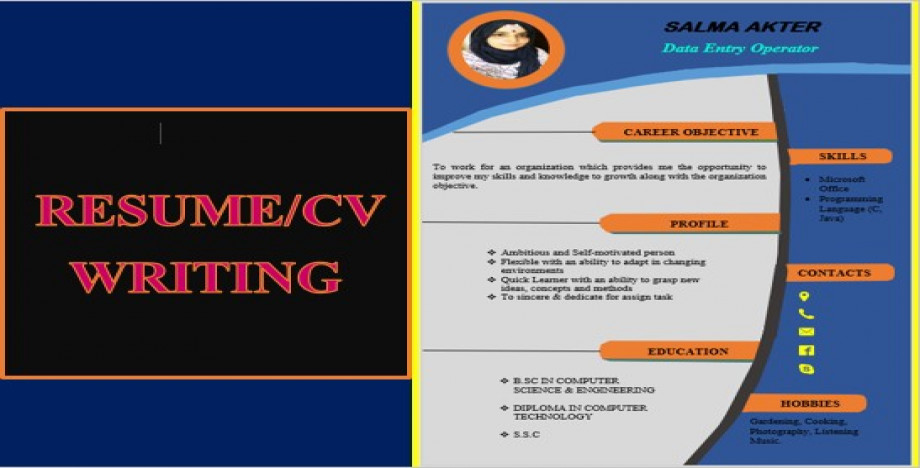 RESUME/CV
WRITING
SALMA AKTER
Data Entry Operator
CAREER OBJECTIVE
To work for an organization which provides me the opportunity to
improve my skills and knowledge to growth along with the organization
objective.
PROFILE
Ambitious and Self-motivated person
Flexible with an ability to adapt in changing
environments
Quick Learner with an ability to grasp new
ideas, concepts and methods
To sincere & dedicate for assign task
EDUCATION
B.SC IN COMPUTER
SCIENCE & ENGINEERING
DIPLOMA IN COMPUTER
TECHNOLOGY
S.S.C
SKILLS
Microsoft
Office
Programming
Language (C,
Java)
CONTACTS
HOBBIES
Gardening, Cooking,
Photography, Listening
Music.